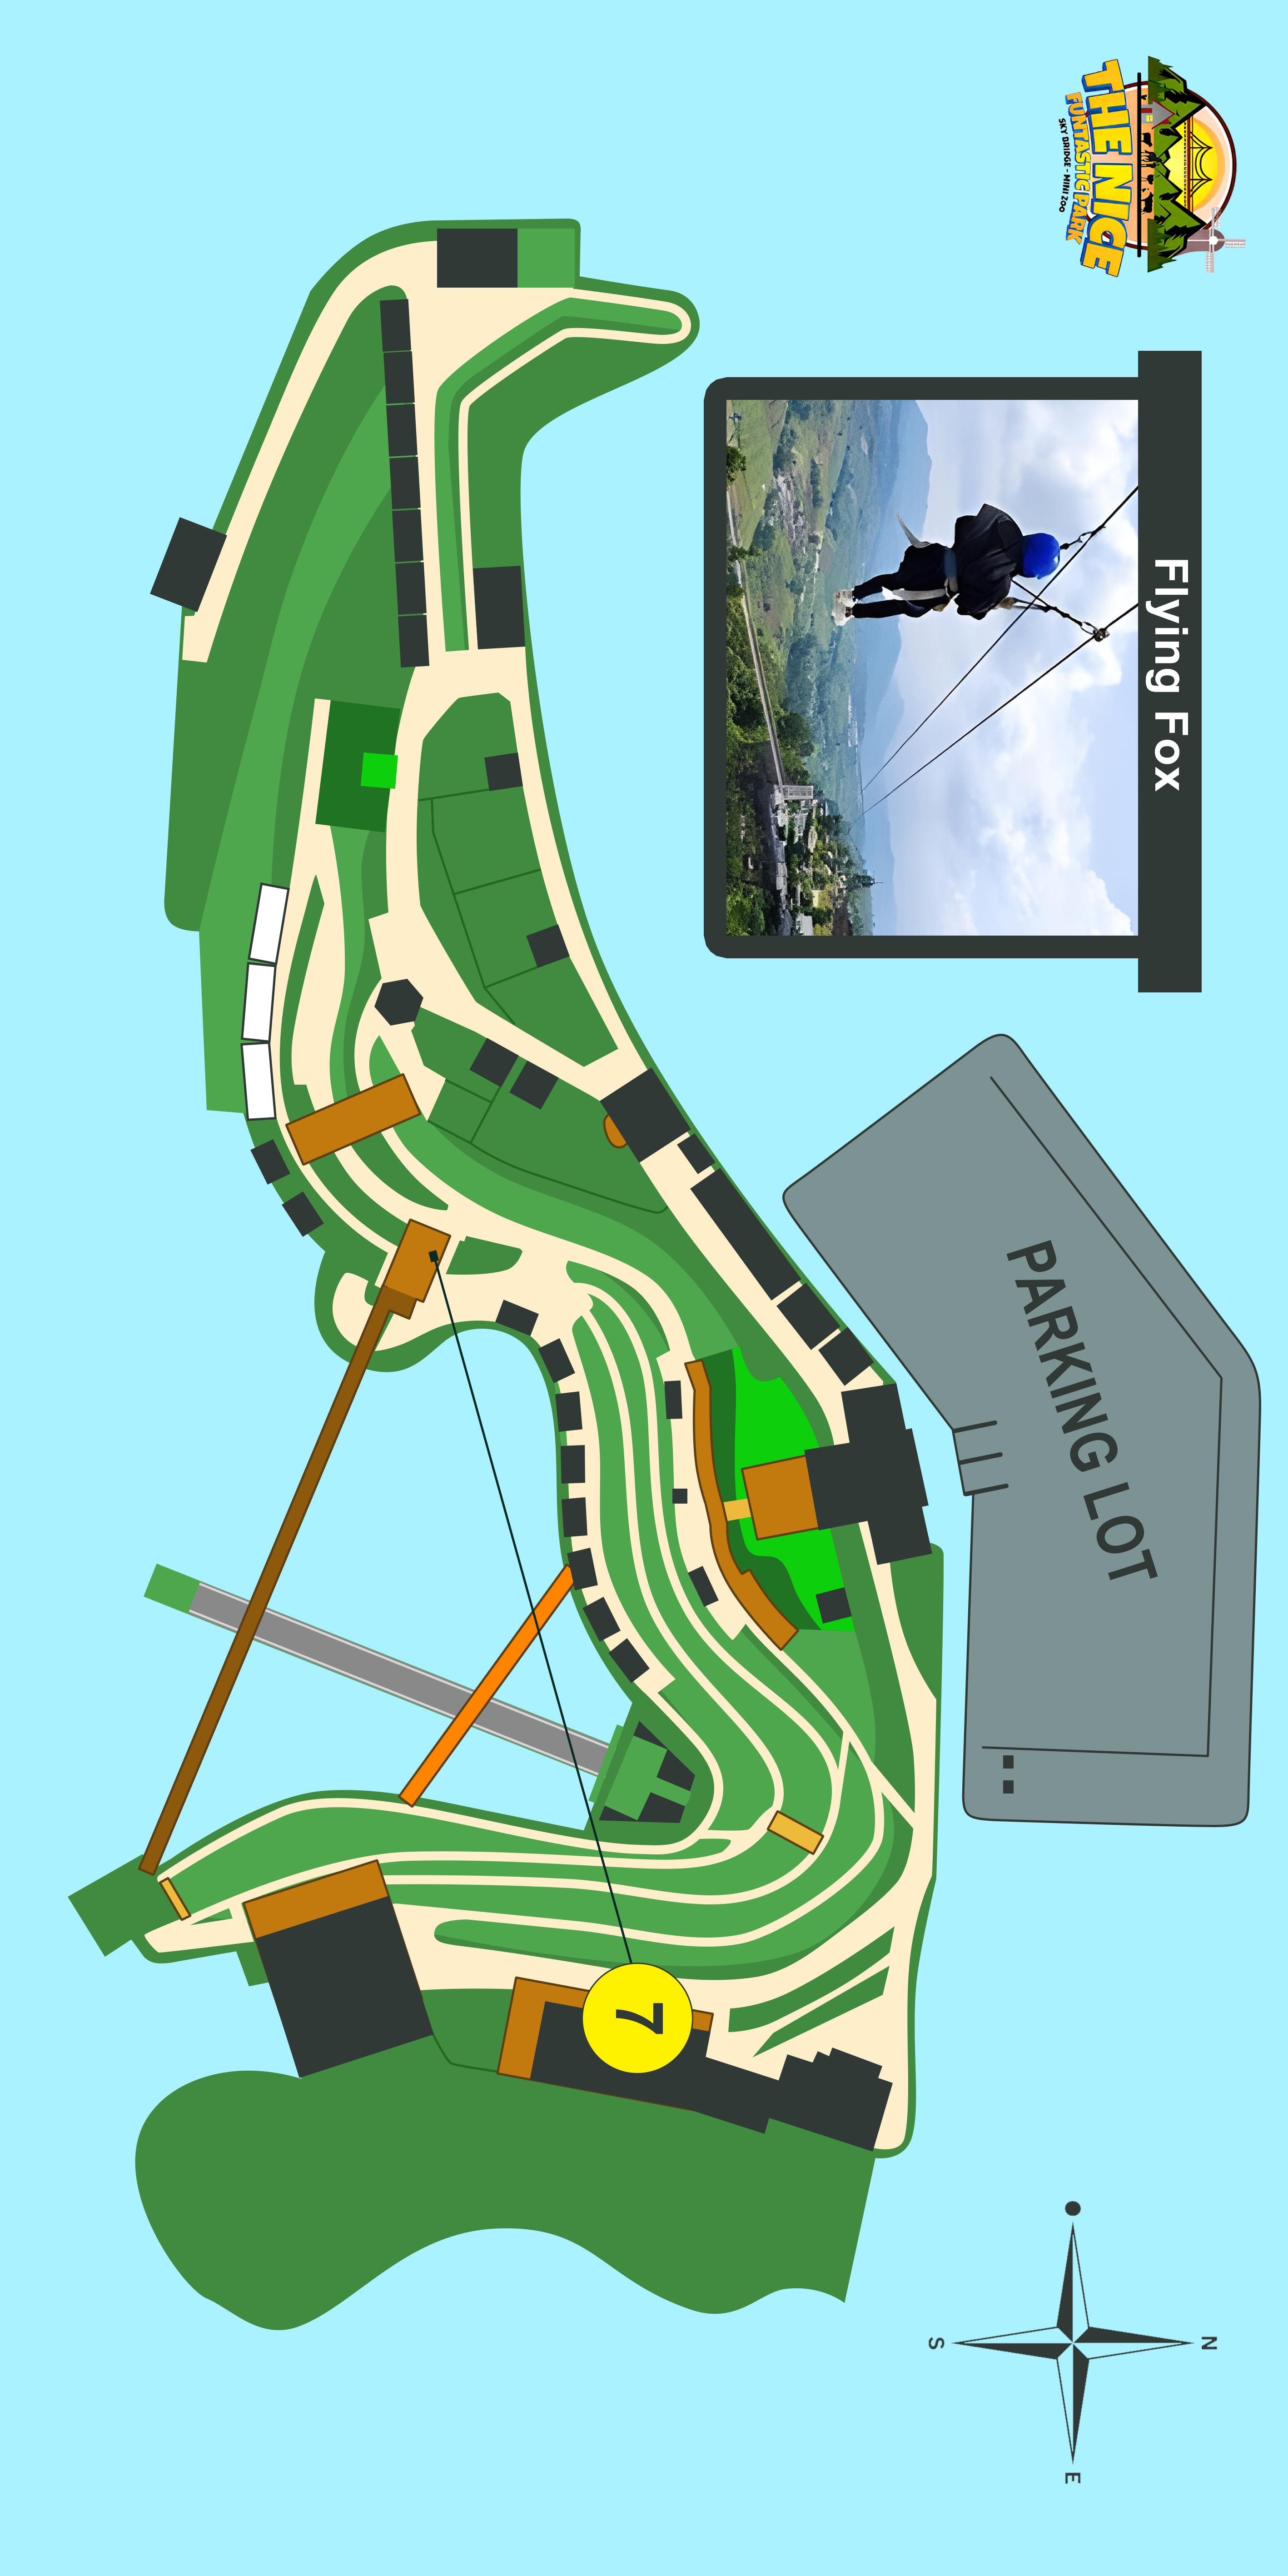 THE NICE
FUNTASTIC PARK
SKY BRIDGE - MINI ZOO
Flying Fox
PARKING LOT
7
N
S
E